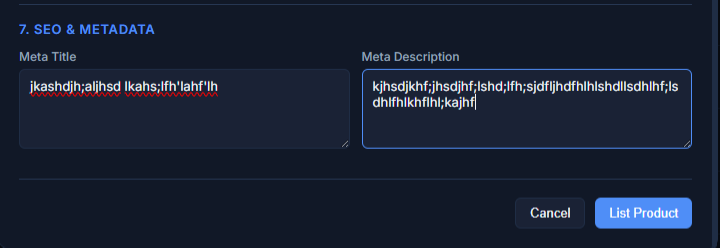 7. SEO & METADATA
Meta Title
Meta Description
jkashdjh;aljhsd lkahs;lfh'lahf'lh
kjhsdjkhf;jhsdjhf;lshd;lfh;sjdfljhdfhlhlshdllsdhlhf;ls
dhlfhlkhflhl;kajhf
Cancel
List Product